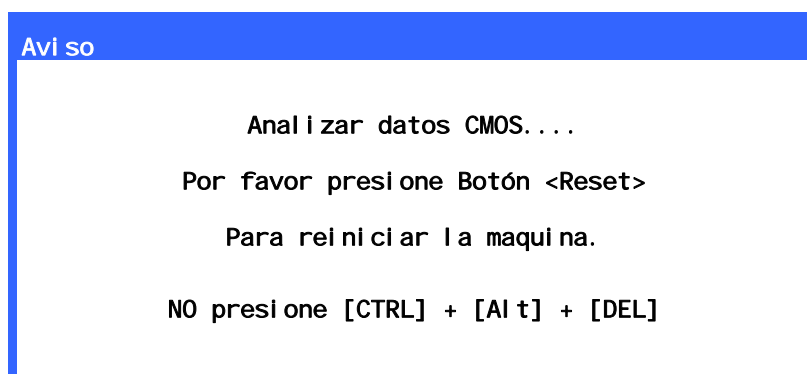 Aviso
Analizar datos CMOS....
Por favor presione Botón <Reset>
Para reiniciar la maquina.
NO presione [CTRL] + [Alt] + [DEL]